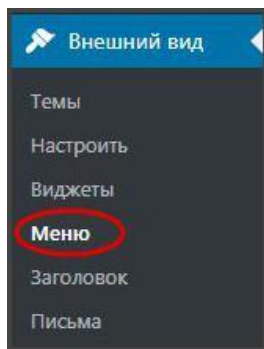 Внешний вид
Темы
Настроить
Виджеты
Меню
Заголовок
Письма